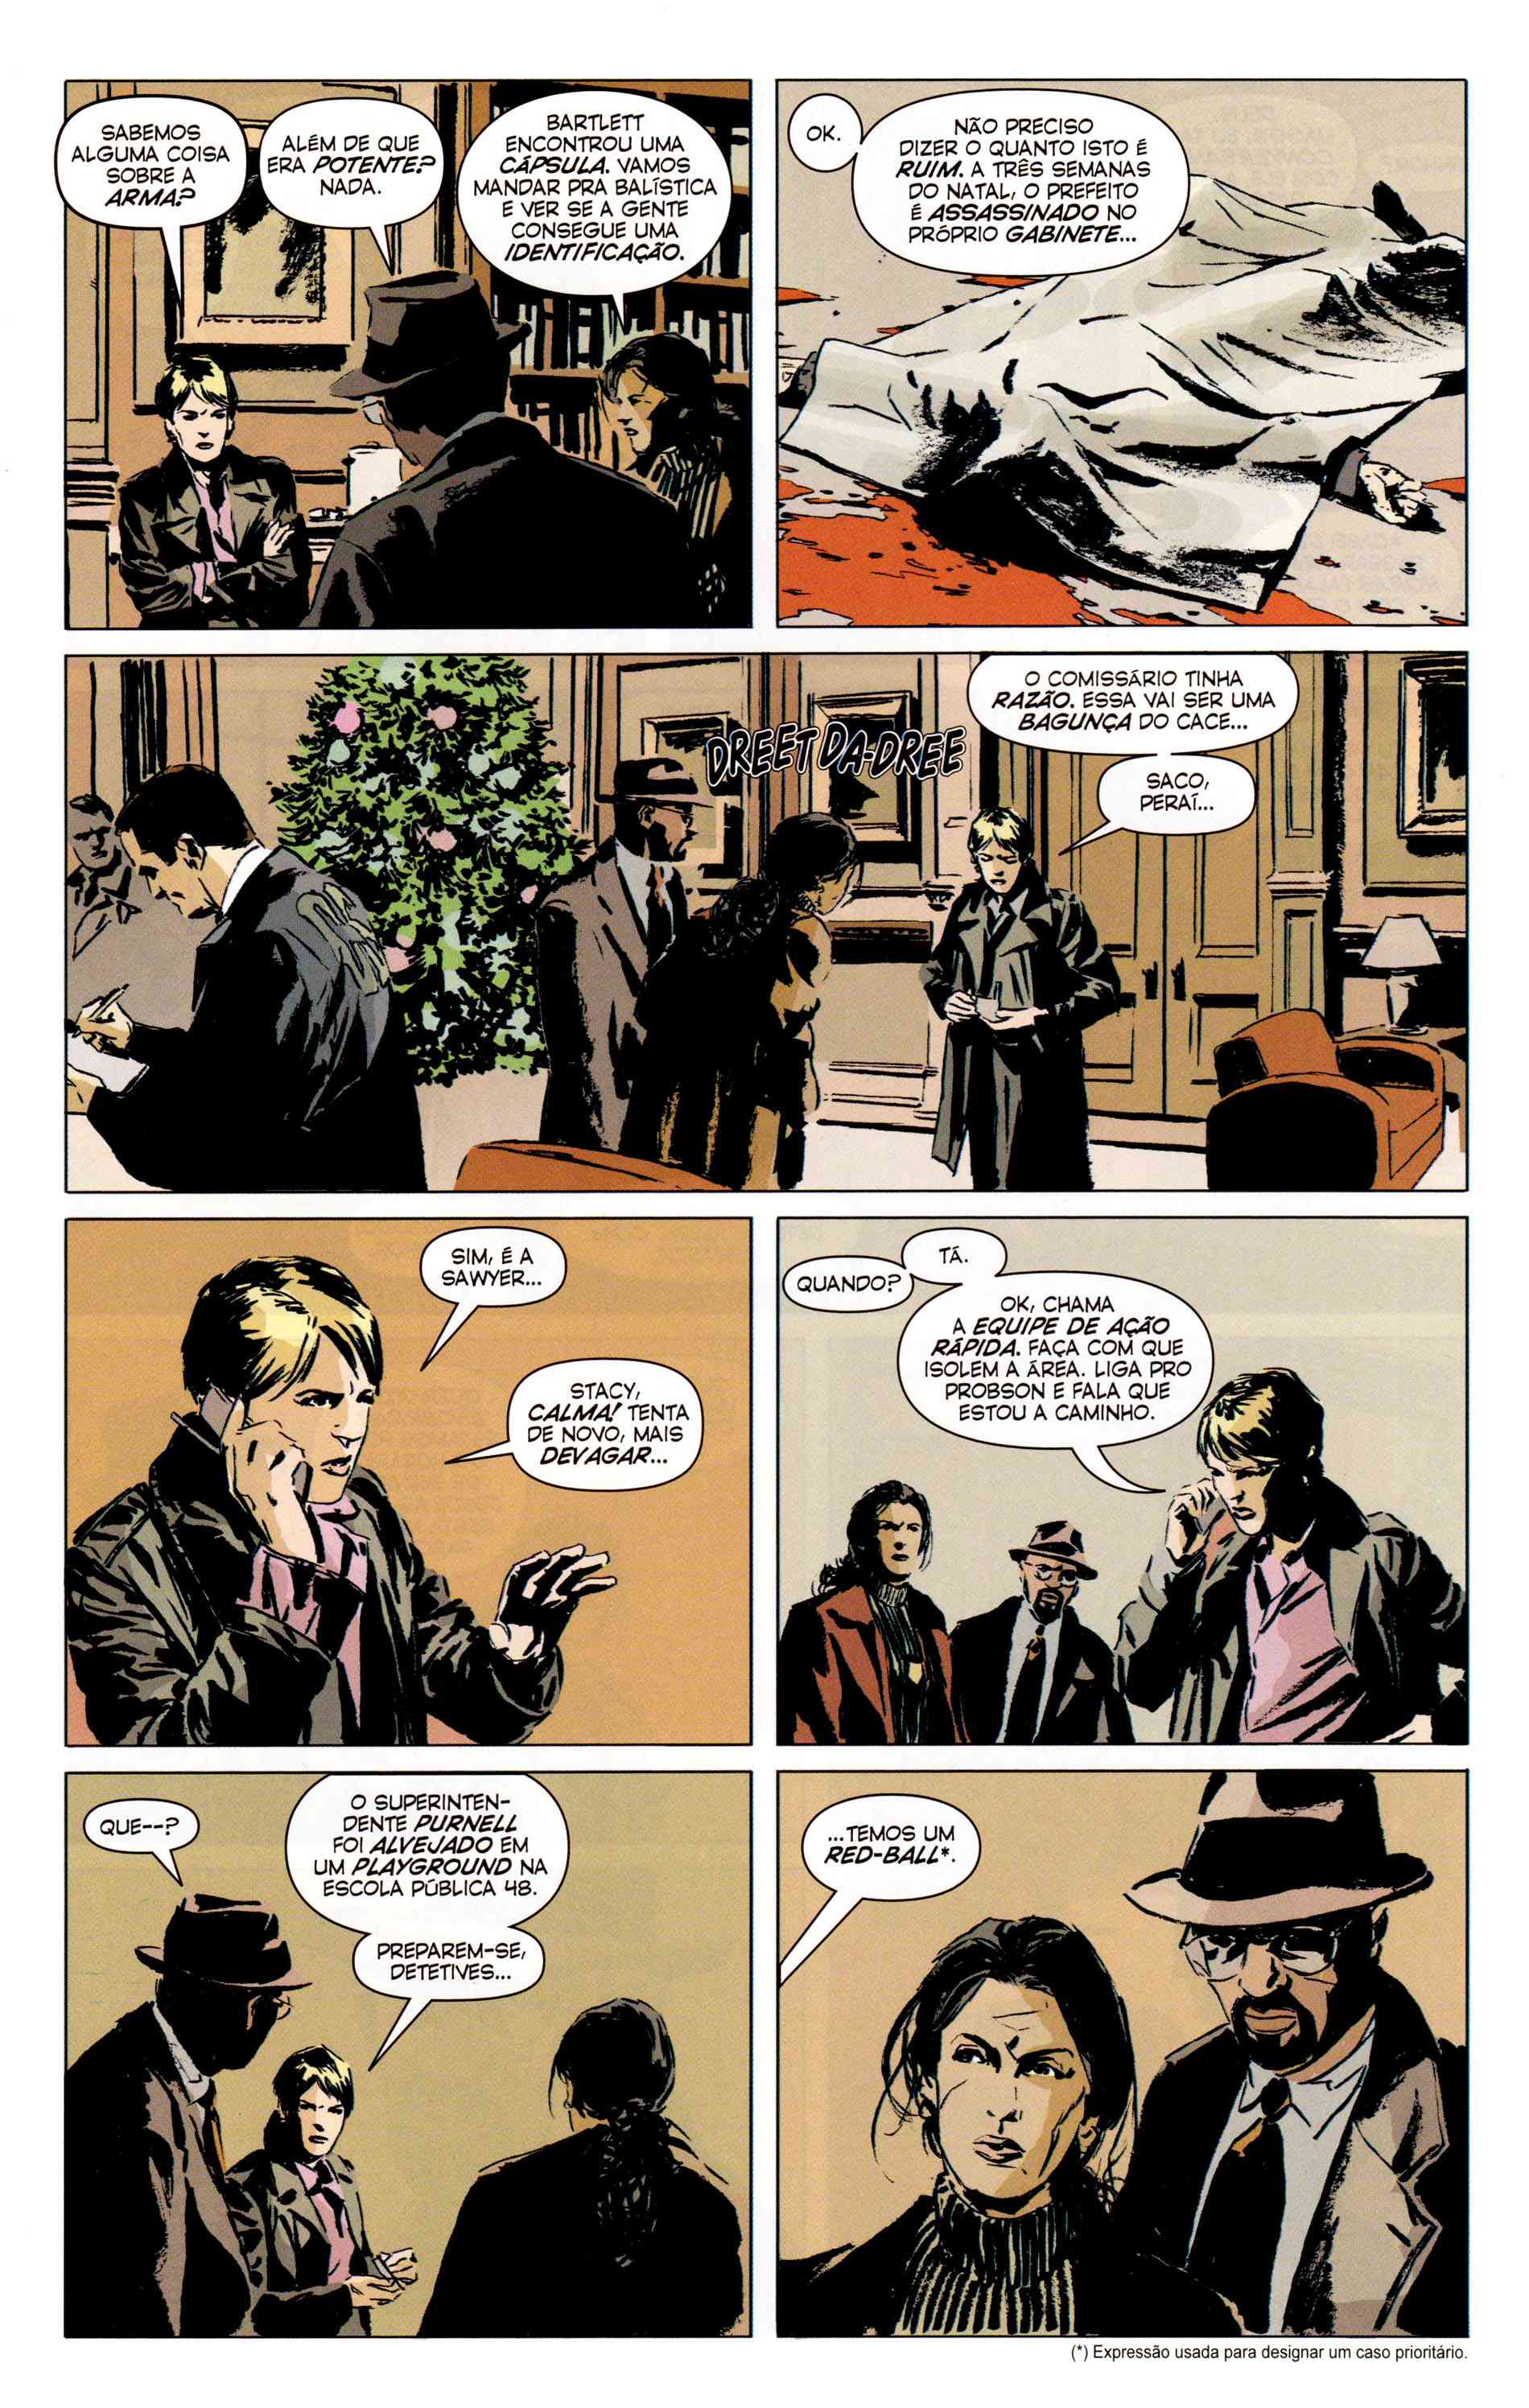 SABEMOS
ALGUMA COISA
SOBRE A
ARMA?
ALÉM DE QUE
ERA POTENTE?
NADA.
BARTLETT
ENCONTROU UMA
CÁPSULA. VAMOS
MANDAR PRA BALÍSTICA
E VER SE A GENTE
CONSEGUE UMA
IDENTIFICAÇÃO.
OK.
NÃO PRECISO
DIZER O QUANTO ISTO É
RUIM. A TRÊS SEMANAS
DO NATAL, O PREFEITO
É ASSASSINADO NO
PRÓPRIO GABINETE...
O COMISSÁRIO TINHA
RAZÃO. ESSA VAI SER UMA
BAGUNÇA DO CACE...
DREET DA-DREE
SACO,
PERAÍ...
SIM, É A
SAWYER...
STACY,
CALMA! TENTA
DE NOVO, MAIS
DEVAGAR...
QUANDO?
TÁ.
OK, CHAMA
A EQUIPE DE AÇÃO
RÁPIDA. FAÇA COM QUE
ISOLEM A ÁREA. LIGA PRO
PROBSON E FALA QUE
ESTOU A CAMINHO.
QUE--?
O SUPERINTEN-
DENTE PURNELL
FOI ALVEJADO EM
UM PLAYGROUND NA
ESCOLA PÚBLICA 48.
PREPAREM-SE,
DETETIVES...
...TEMOS UM
RED-BALL*.
(*) Expressão usada para designar um caso prioritário.